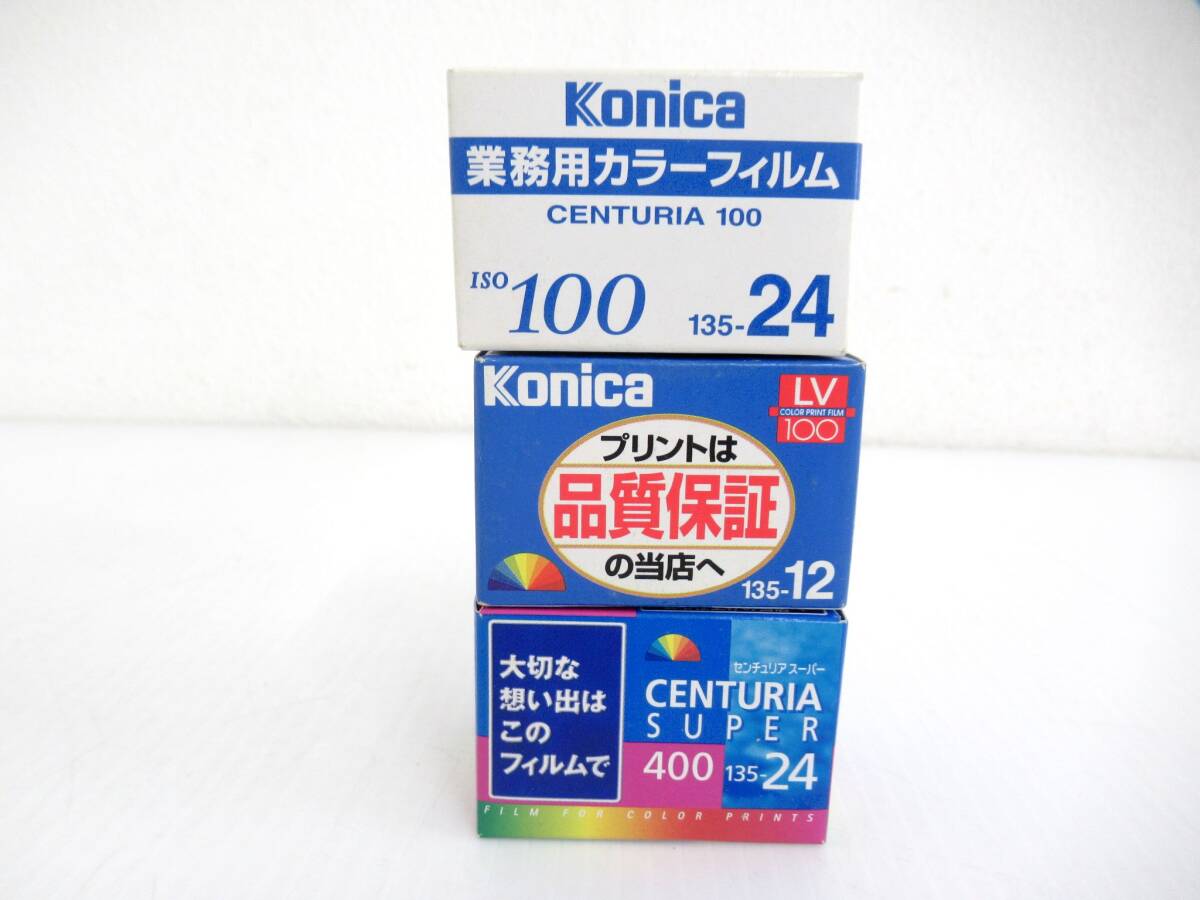 Konica
業務用カラーフィルム
CENTURIA 100
ISO 100 135-24
Konica
LV
COLOR PRINT FILM
100
プリントは
品質保証
の当店へ
135-12
大切な
想い出は
この
フィルムで
センチュリアスーパー
CENTURIA
SUPER
400 135-24
FILM FOR COLOR PRINTS